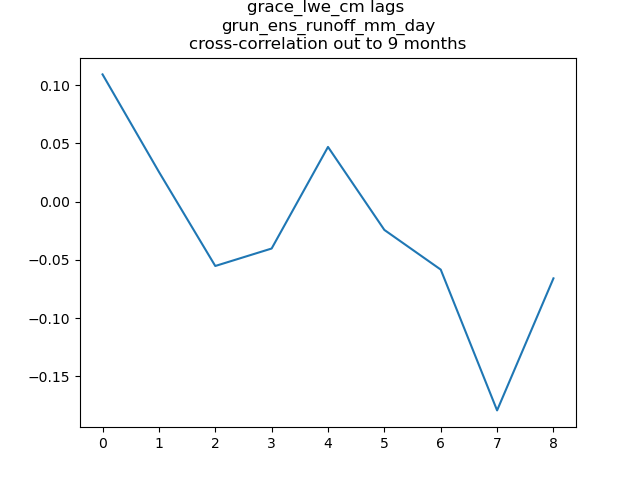 grace_lwe_cm lags
grun_ens_runoff_mm_day
cross-correlation out to 9 months
0.10
0.05
0.00
−0.05
−0.10
−0.15
0 1 2 3 4 5 6 7 8